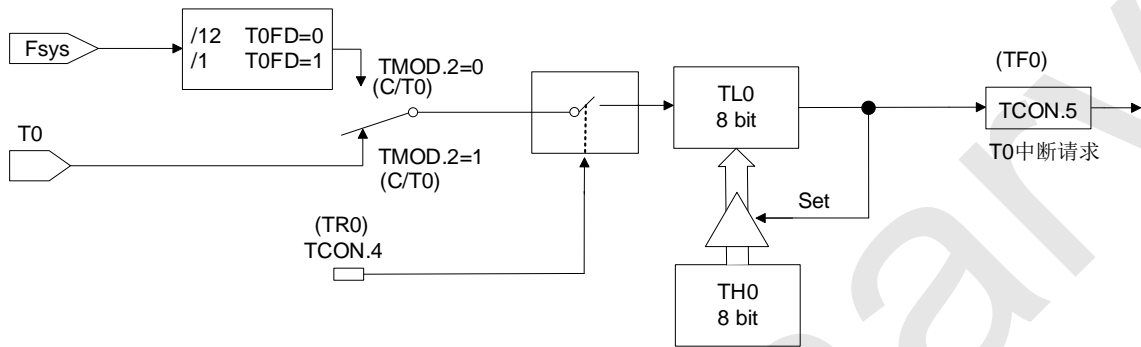 Fsys
/12 T0FD=0
/1 T0FD=1
TMOD.2=0
(C/T0)
T0
TMOD.2=1
(C/T0)
(TR0)
TCON.4
TL0
8 bit
Set
TH0
8 bit
(TF0)
TCON.5
T0中断请求